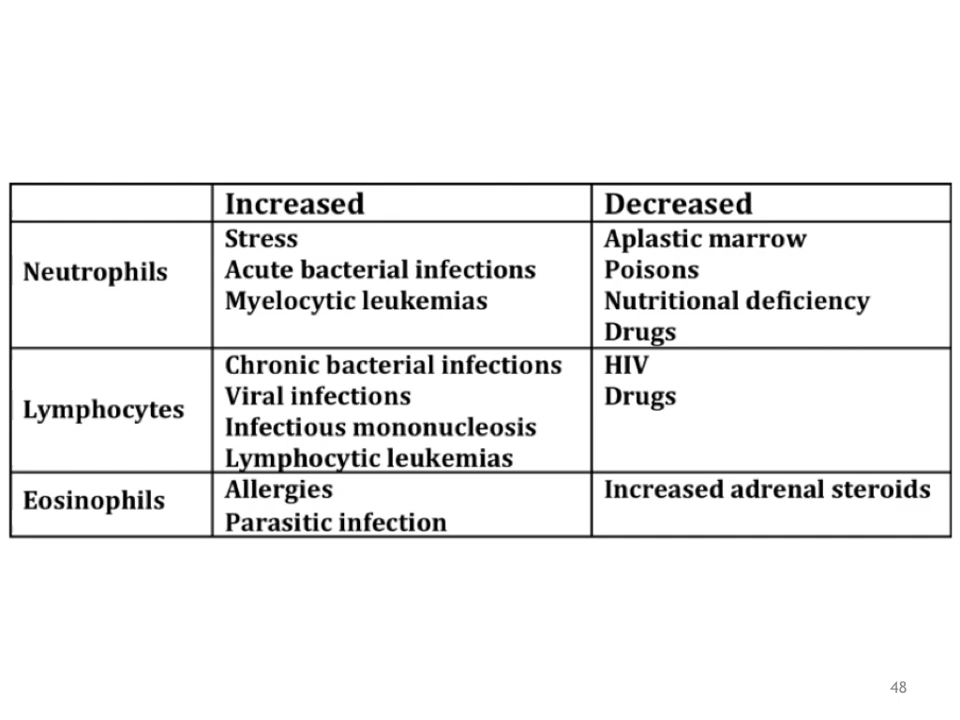 Increased Decreased
Neutrophils
Stress
Acute bacterial infections
Myelocytic leukemias
Aplastic marrow
Poisons
Nutritional deficiency
Drugs
Lymphocytes
Chronic bacterial infections
Viral infections
Infectious mononucleosis
Lymphocytic leukemias
HIV
Drugs
Eosinophils
Allergies
Parasitic infection
Increased adrenal steroids
48